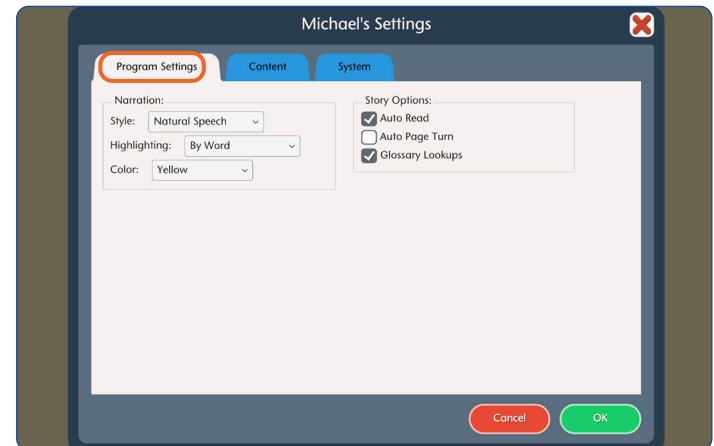 Michael's Settings
Program Settings
Content
System
Narration:
Style: Natural Speech
Highlighting: By Word
Color: Yellow
Story Options:
Auto Read
Auto Page Turn
Glossary Lookups
Cancel
OK